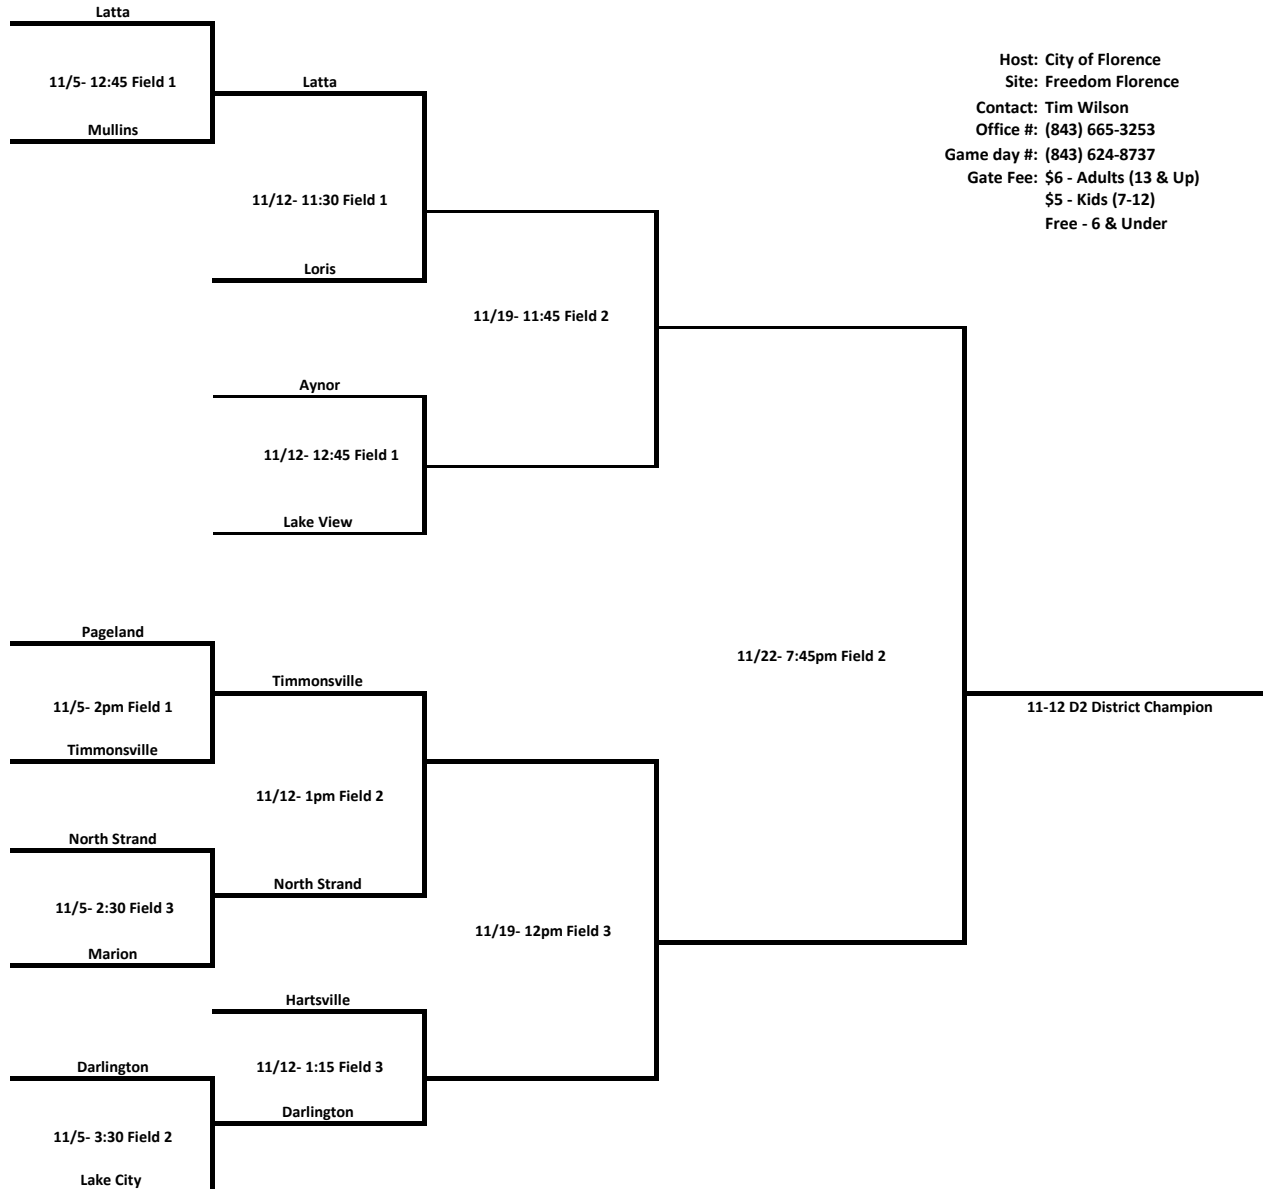 Latta
Host: City of Florence
Site: Freedom Florence
11/5- 12:45 Field 1
Latta
Contact: Tim Wilson
Mullins
Office #: (843) 665-3253
Game day #: (843) 624-8737
Gate Fee: $6 - Adults (13 & Up)
11/12- 11:30 Field 1
$5 - Kids (7-12)
Free - 6 & Under
Loris
11/19- 11:45 Field 2
Aynor
11/12- 12:45 Field 1
Lake View
Pageland
11/22- 7:45pm Field 2
Timmonsville
11/5- 2pm Field 1
11-12 D2 District Champion
Timmonsville
11/12- 1pm Field 2
North Strand
North Strand
11/5- 2:30 Field 3
11/19- 12pm Field 3
Marion
Hartsville
Darlington
11/12- 1:15 Field 3
Darlington
11/5- 3:30 Field 2
Lake City